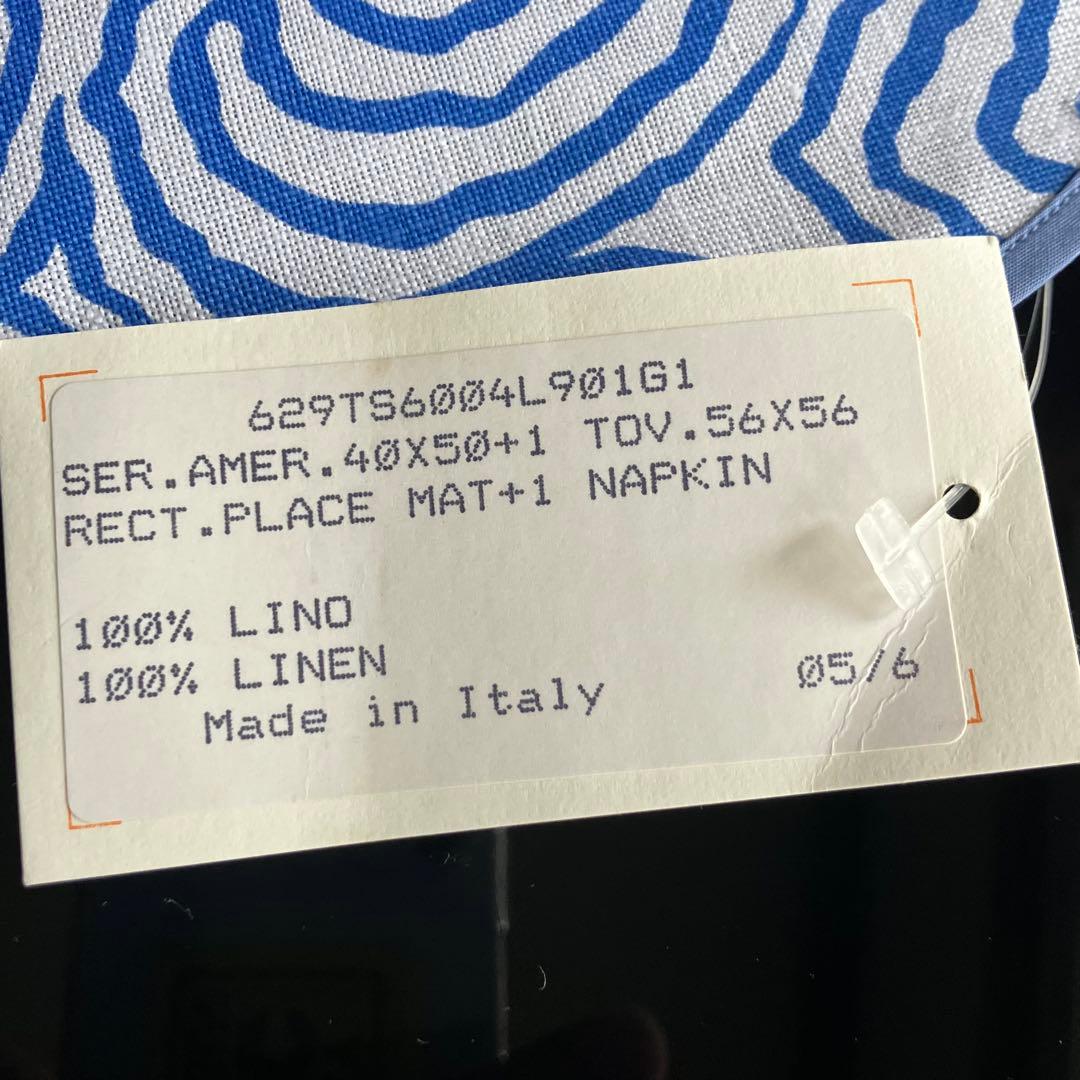 629TS6004L901G1
SER.AMER.40X50+1 TOV.56X56
RECT.PLACE MAT+1 NAPKIN
100% LINO
100% LINEN
Made in Italy 05/6